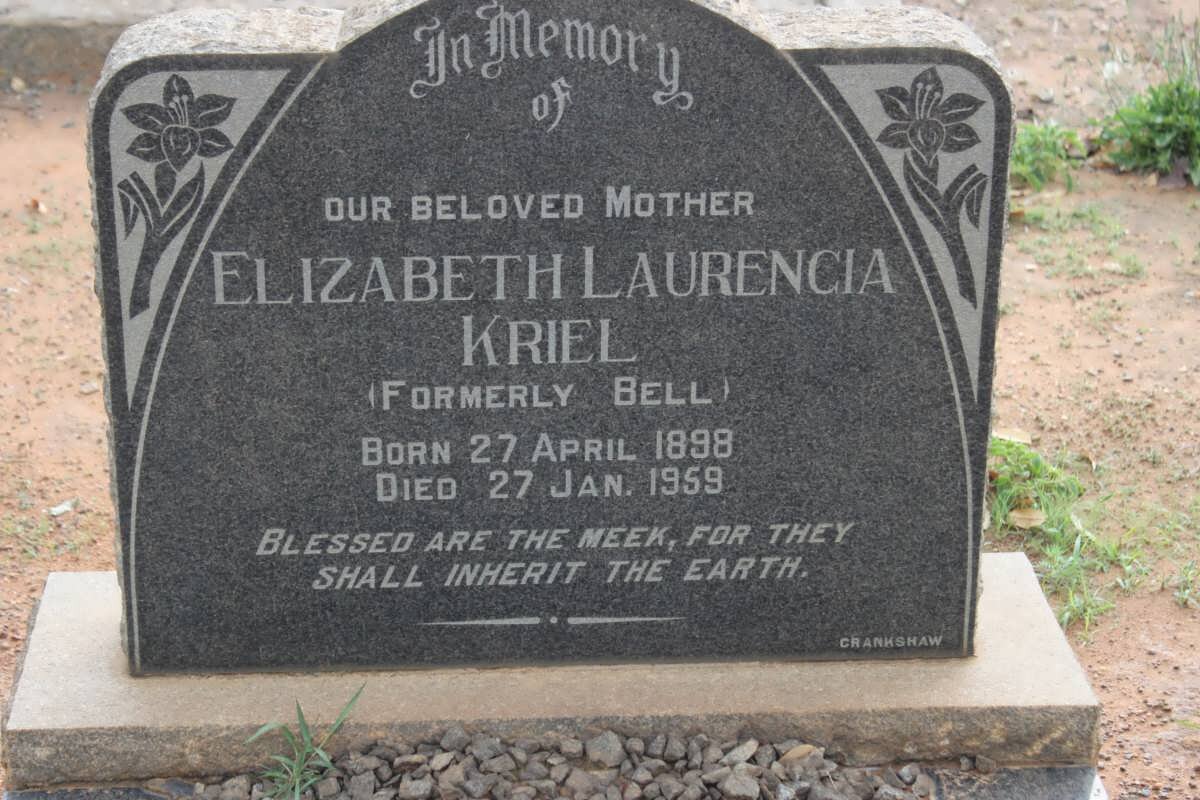 In Memory
of
OUR BELOVED MOTHER
ELIZABETH LAURENCIA
KRIEL
(FORMERLY BELL)
BORN 27 APRIL 1898
DIED 27 JAN. 1959
BLESSED ARE THE MEEK, FOR THEY
SHALL INHERIT THE EARTH.
CRANKSHAW